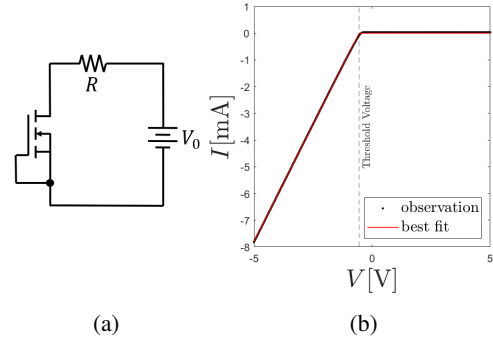 R
V₀
(a)
1
0
-1
-2
-3
-4
-5
-6
-7
-8
I[mA]
Threshold Voltage
observation
best fit
-5
0
5
V[V]
(b)